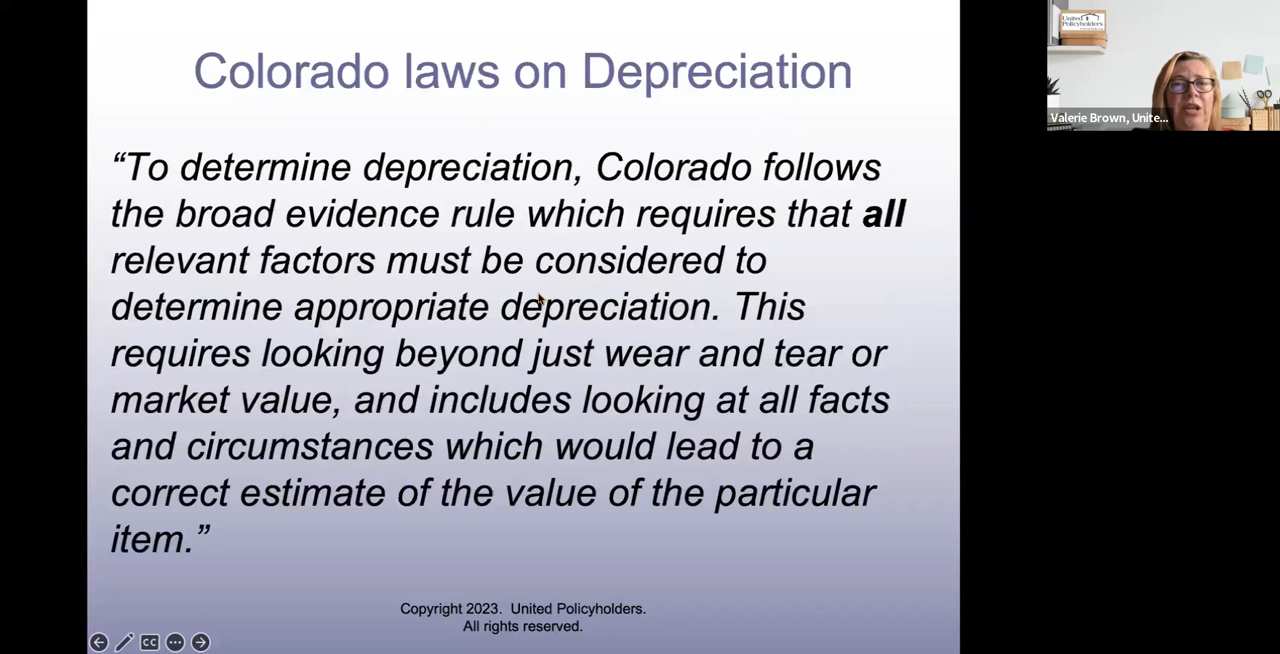 Colorado laws on Depreciation
“To determine depreciation, Colorado follows
the broad evidence rule which requires that all
relevant factors must be considered to
determine appropriate depreciation. This
requires looking beyond just wear and tear or
market value, and includes looking at all facts
and circumstances which would lead to a
correct estimate of the value of the particular
item.”
Copyright 2023. United Policyholders.
All rights reserved.
CC
United
Policyholders
Valerie Brown, Unite...